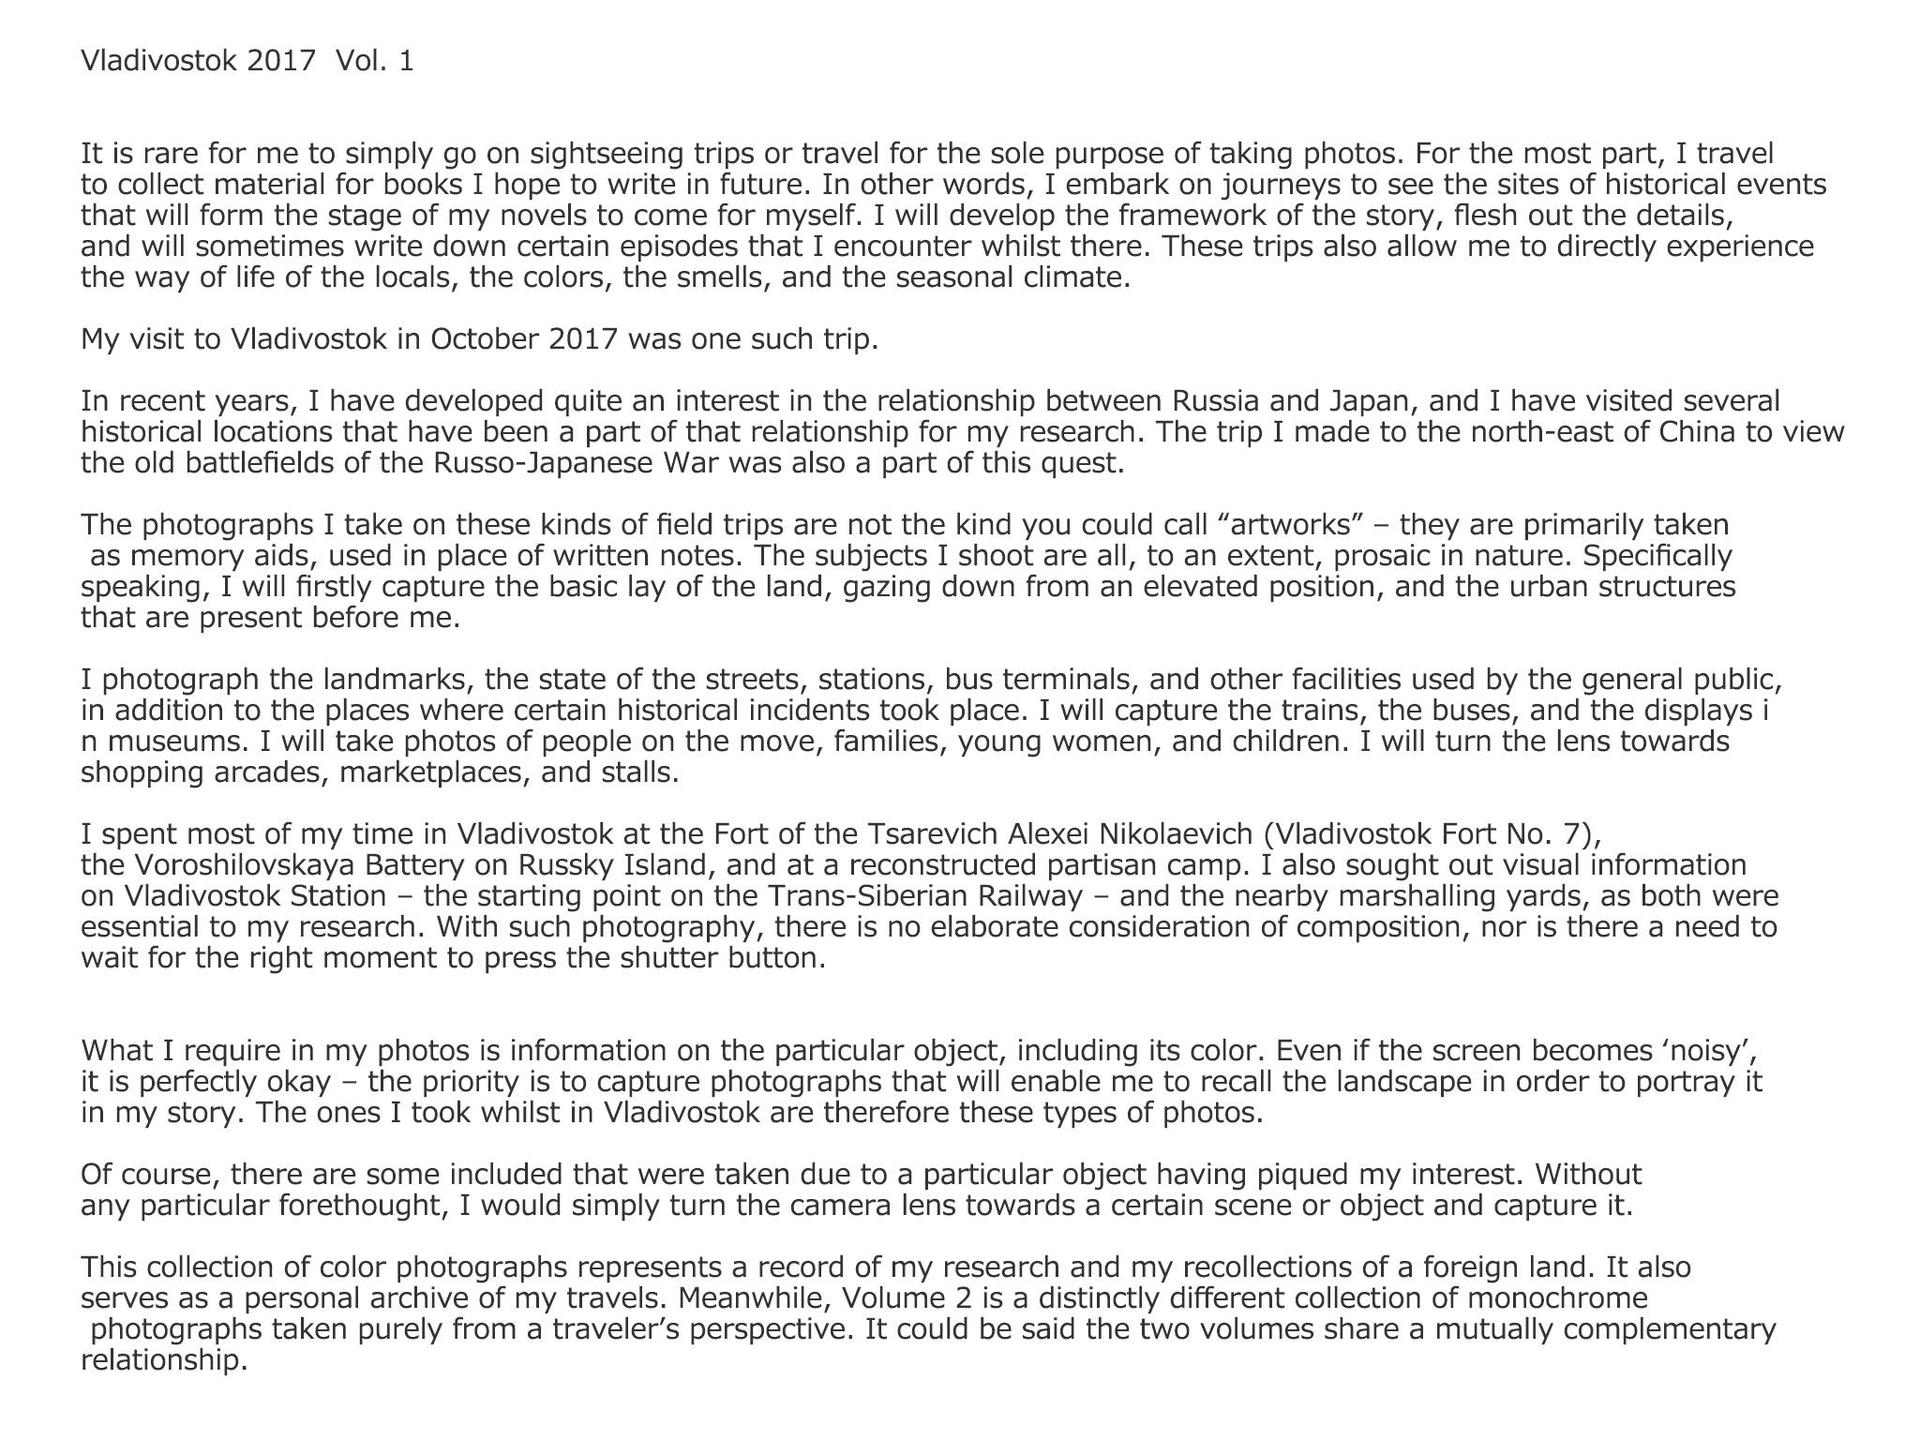 Vladivostok 2017  Vol. 1
It is rare for me to simply go on sightseeing trips or travel for the sole purpose of taking photos. For the most part, I travel
to collect material for books I hope to write in future. In other words, I embark on journeys to see the sites of historical events
that will form the stage of my novels to come for myself. I will develop the framework of the story, flesh out the details,
and will sometimes write down certain episodes that I encounter whilst there. These trips also allow me to directly experience
the way of life of the locals, the colors, the smells, and the seasonal climate.
My visit to Vladivostok in October 2017 was one such trip.
In recent years, I have developed quite an interest in the relationship between Russia and Japan, and I have visited several
historical locations that have been a part of that relationship for my research. The trip I made to the north-east of China to view
the old battlefields of the Russo-Japanese War was also a part of this quest.
The photographs I take on these kinds of field trips are not the kind you could call “artworks” – they are primarily taken
as memory aids, used in place of written notes. The subjects I shoot are all, to an extent, prosaic in nature. Specifically
speaking, I will firstly capture the basic lay of the land, gazing down from an elevated position, and the urban structures
that are present before me.
I photograph the landmarks, the state of the streets, stations, bus terminals, and other facilities used by the general public,
in addition to the places where certain historical incidents took place. I will capture the trains, the buses, and the displays i
n museums. I will take photos of people on the move, families, young women, and children. I will turn the lens towards
shopping arcades, marketplaces, and stalls.
I spent most of my time in Vladivostok at the Fort of the Tsarevich Alexei Nikolaevich (Vladivostok Fort No. 7),
the Voroshilovskaya Battery on Russky Island, and at a reconstructed partisan camp. I also sought out visual information
on Vladivostok Station – the starting point on the Trans-Siberian Railway – and the nearby marshalling yards, as both were
essential to my research. With such photography, there is no elaborate consideration of composition, nor is there a need to
wait for the right moment to press the shutter button.
What I require in my photos is information on the particular object, including its color. Even if the screen becomes ‘noisy’,
it is perfectly okay – the priority is to capture photographs that will enable me to recall the landscape in order to portray it
in my story. The ones I took whilst in Vladivostok are therefore these types of photos.
Of course, there are some included that were taken due to a particular object having piqued my interest. Without
any particular forethought, I would simply turn the camera lens towards a certain scene or object and capture it.
This collection of color photographs represents a record of my research and my recollections of a foreign land. It also
serves as a personal archive of my travels. Meanwhile, Volume 2 is a distinctly different collection of monochrome
photographs taken purely from a traveler’s perspective. It could be said the two volumes share a mutually complementary
relationship.